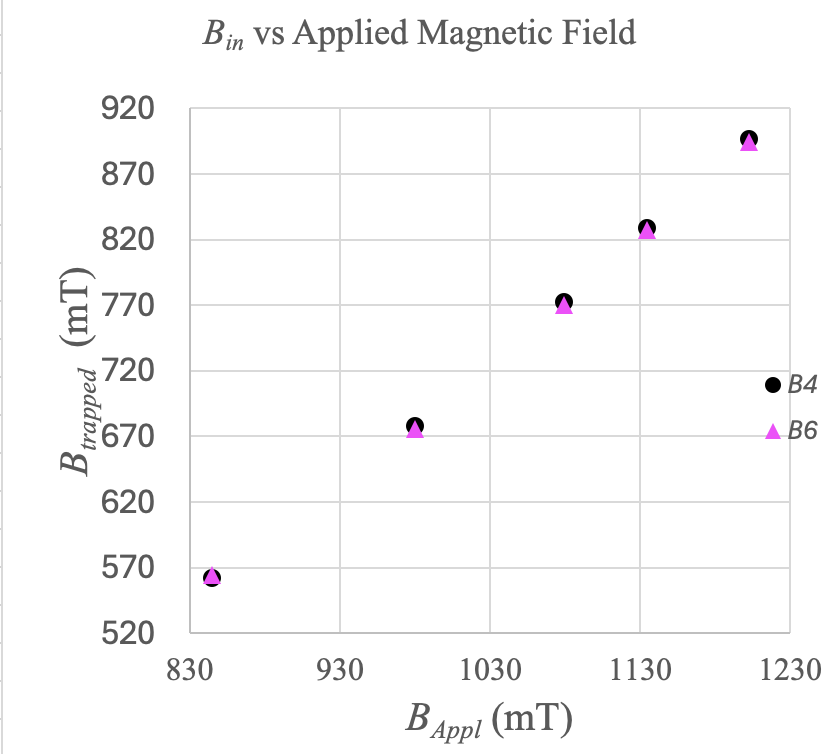 B_in vs Applied Magnetic Field
B_trapped (mT)
920
870
820
770
720
670
620
570
520
B4
B6
830 930 1030 1130 1230
B_Appl (mT)